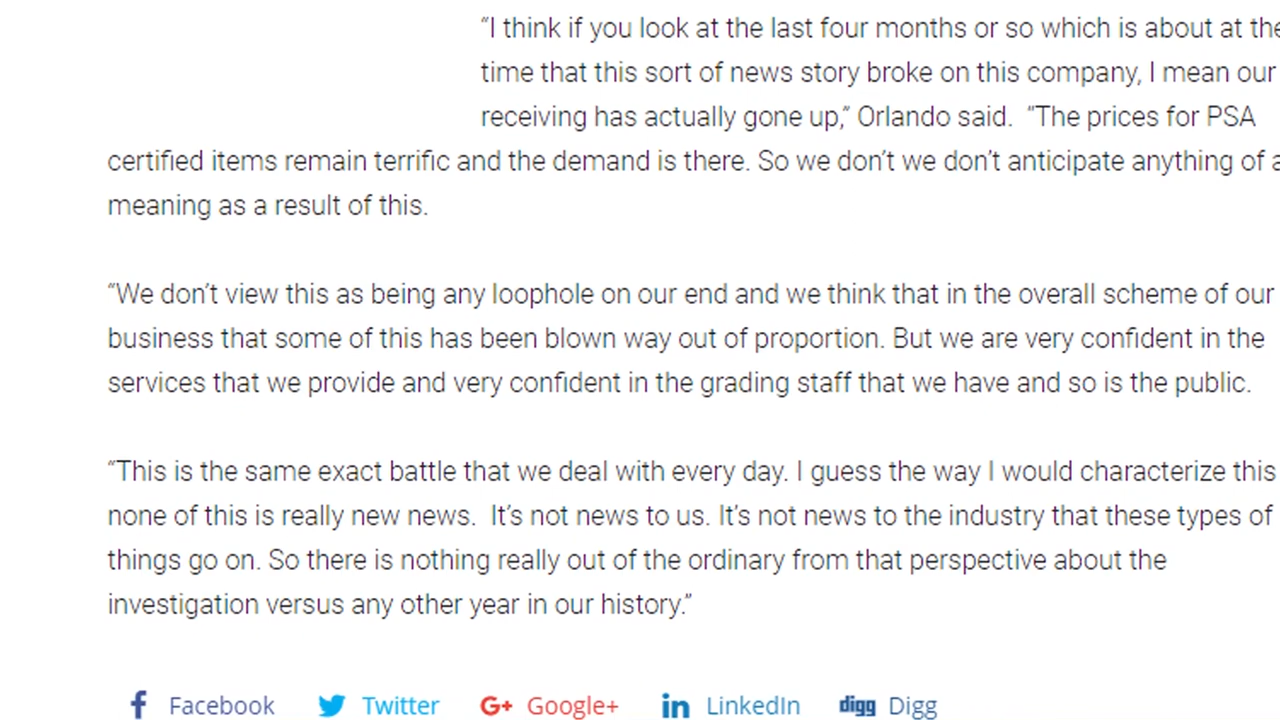 “I think if you look at the last four months or so which is about at the
time that this sort of news story broke on this company, I mean our
receiving has actually gone up,” Orlando said.  “The prices for PSA
certified items remain terrific and the demand is there. So we don’t we don’t anticipate anything of a
meaning as a result of this.
“We don’t view this as being any loophole on our end and we think that in the overall scheme of our
business that some of this has been blown way out of proportion. But we are very confident in the
services that we provide and very confident in the grading staff that we have and so is the public.
“This is the same exact battle that we deal with every day. I guess the way I would characterize this
none of this is really new news.  It’s not news to us. It’s not news to the industry that these types of
things go on. So there is nothing really out of the ordinary from that perspective about the
investigation versus any other year in our history.”
f Facebook Twitter G+ Google+ in LinkedIn digg Digg